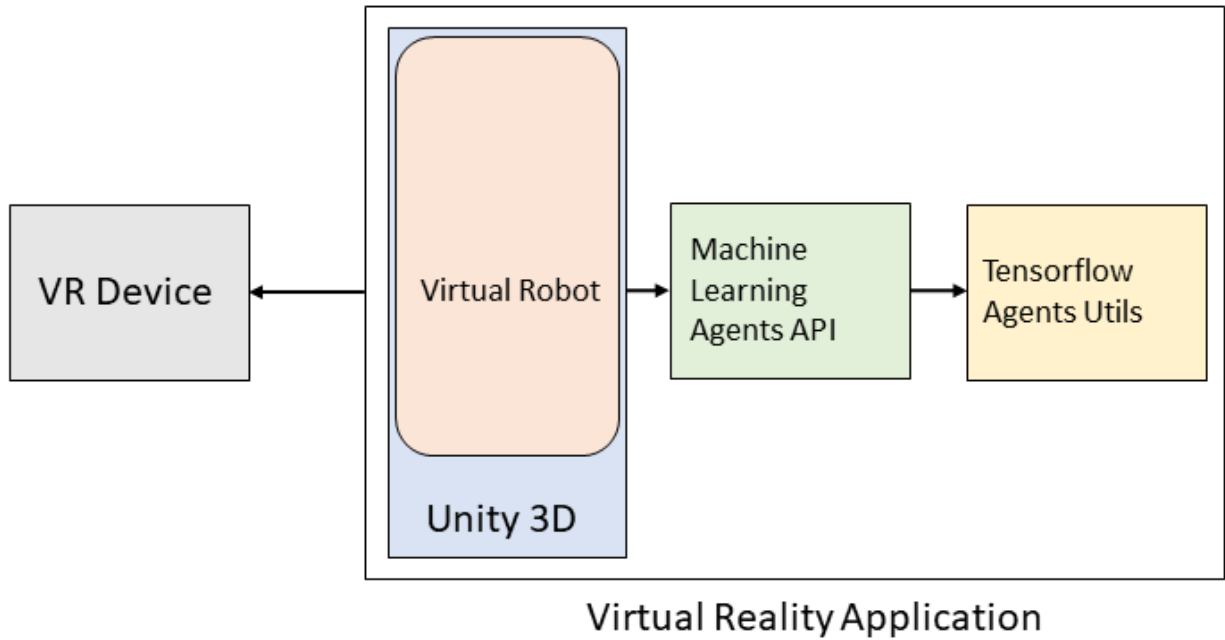 VR Device
Virtual Robot
Unity 3D
Machine
Learning
Agents API
Tensorflow
Agents Utils
Virtual Reality Application